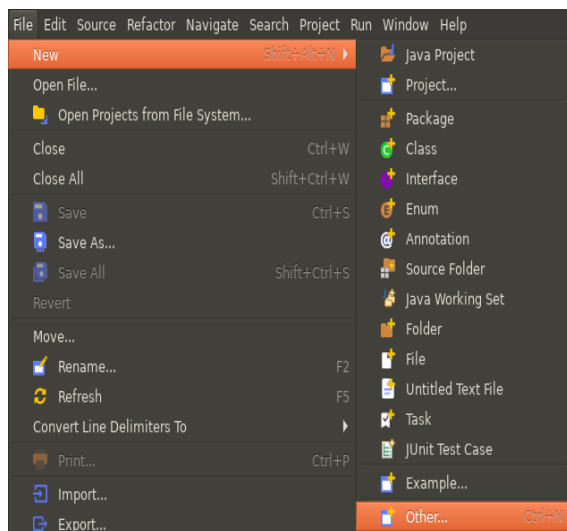 File Edit Source Refactor Navigate Search Project Run Window Help
New Shift+Alt+N
Open File...
Open Projects from File System...
Close Ctrl+W
Close All Shift+Ctrl+W
Save Ctrl+S
Save As...
Save All Shift+Ctrl+S
Revert
Move...
Rename... F2
Refresh F5
Convert Line Delimiters To
Print... Ctrl+P
Import...
Export...
Java Project
Project...
Package
Class
Interface
Enum
Annotation
Source Folder
Java Working Set
Folder
File
Untitled Text File
Task
JUnit Test Case
Example...
Other... Ctrl+N